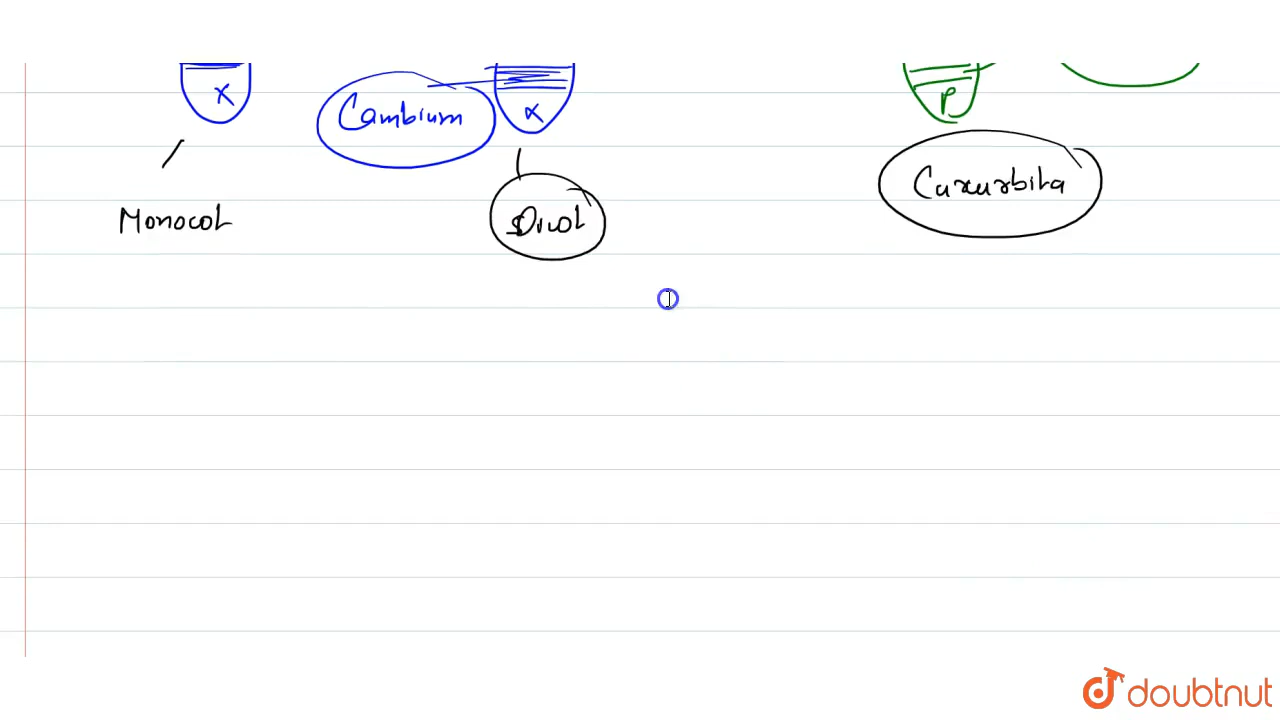 X
Cambium
X
P
Cucurbita
Monocot
Dicot
doubtnut